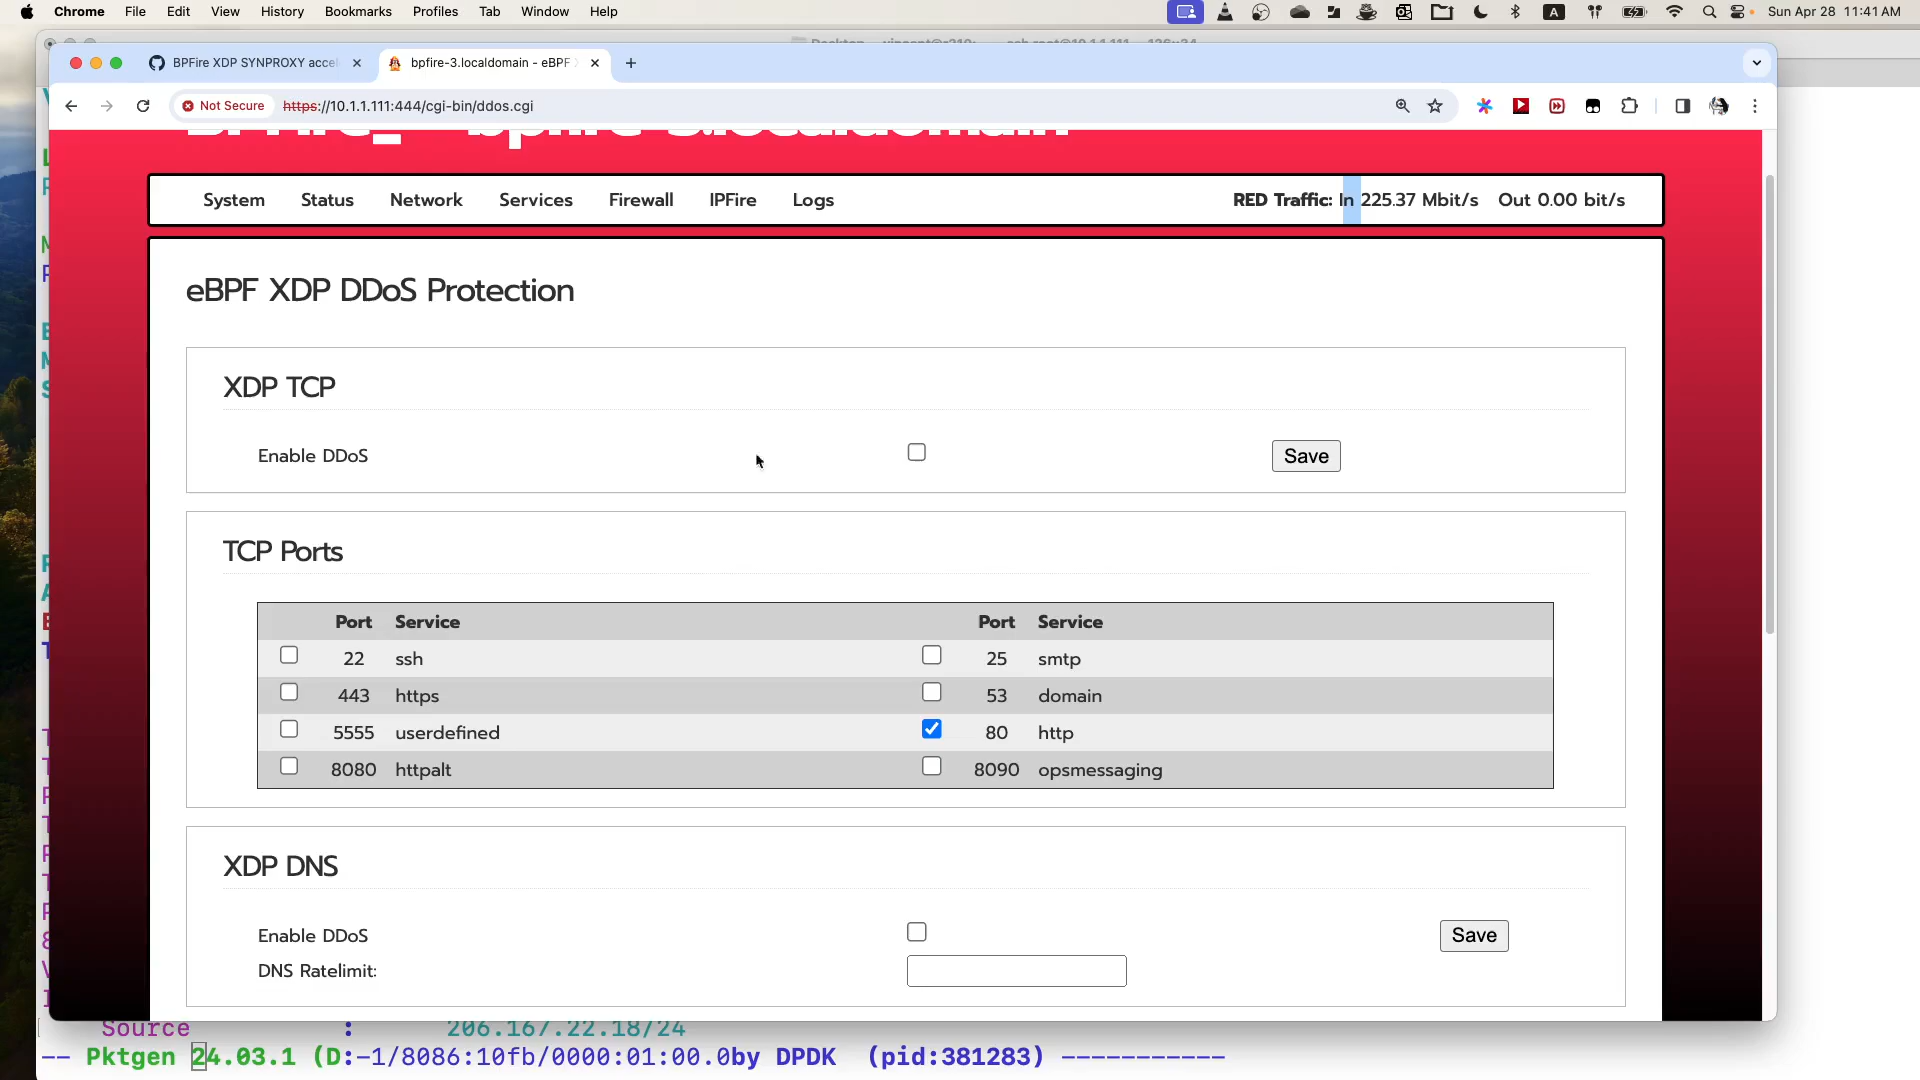 Chrome File Edit View History Bookmarks Profiles Tab Window Help Sun Apr 28 11:41 AM
BPFire XDP SYNPROXY accel
bpfire-3.localdomain - eBPF
Not Secure https://10.1.1.111:444/cgi-bin/ddos.cgi
System Status Network Services Firewall IPFire Logs RED Traffic: In 225.37 Mbit/s Out 0.00 bit/s
eBPF XDP DDoS Protection
XDP TCP
Enable DDoS Save
TCP Ports
Port Service Port Service
22 ssh 25 smtp
443 https 53 domain
5555 userdefined 80 http
8080 httpalt 8090 opsmessaging
XDP DNS
Enable DDoS Save
DNS Ratelimit:
Source : 206.167.22.18/24
-- Pktgen 24.03.1 (D:-1/8086:10fb/0000:01:00.0by DPDK (pid:381283) -----------